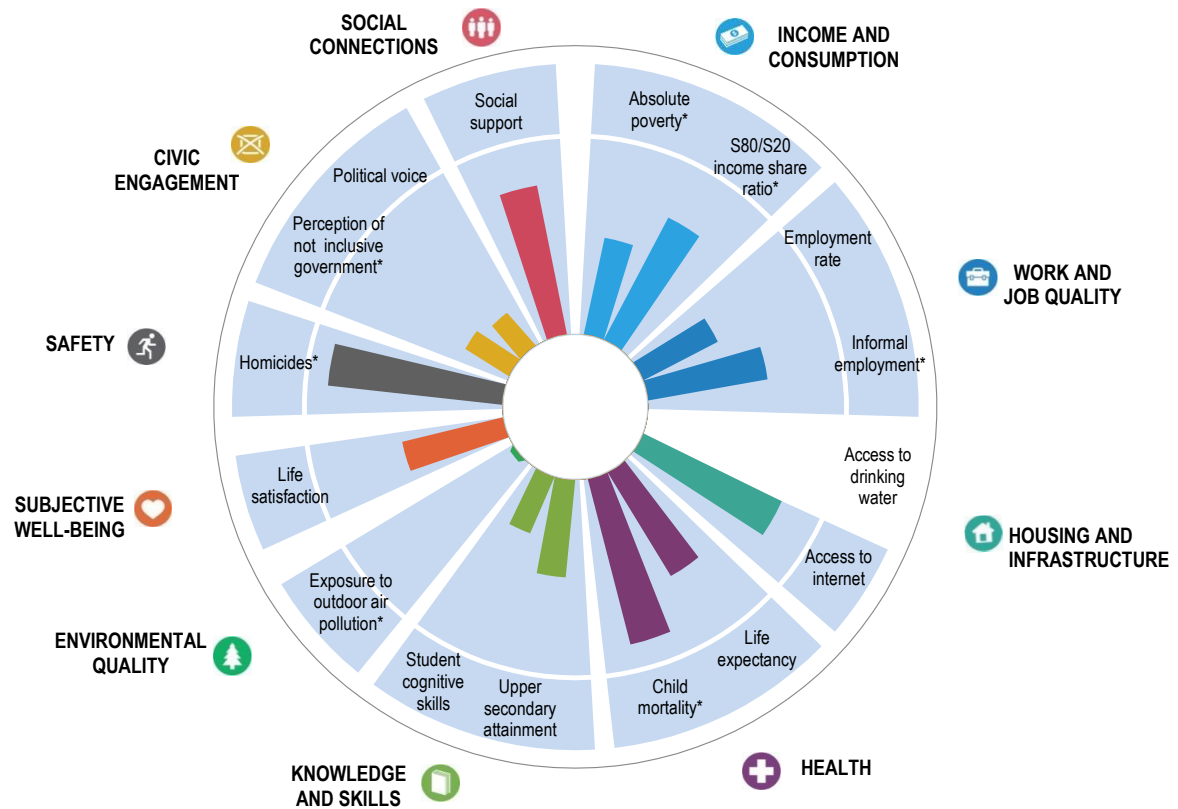 SOCIAL
CONNECTIONS
INCOME AND
CONSUMPTION
Social
support
Absolute
poverty*
S80/S20
income share
ratio*
CIVIC
ENGAGEMENT
Political voice
Perception of
not inclusive
government*
Employment
rate
WORK AND
JOB QUALITY
Informal
employment*
SAFETY
Homicides*
Access to
drinking
water
HOUSING AND
INFRASTRUCTURE
Access to
internet
SUBJECTIVE
WELL-BEING
Life
satisfaction
ENVIRONMENTAL
QUALITY
Exposure to
outdoor air
pollution*
Student
cognitive
skills
Upper
secondary
attainment
Child
mortality*
Life
expectancy
KNOWLEDGE
AND SKILLS
HEALTH